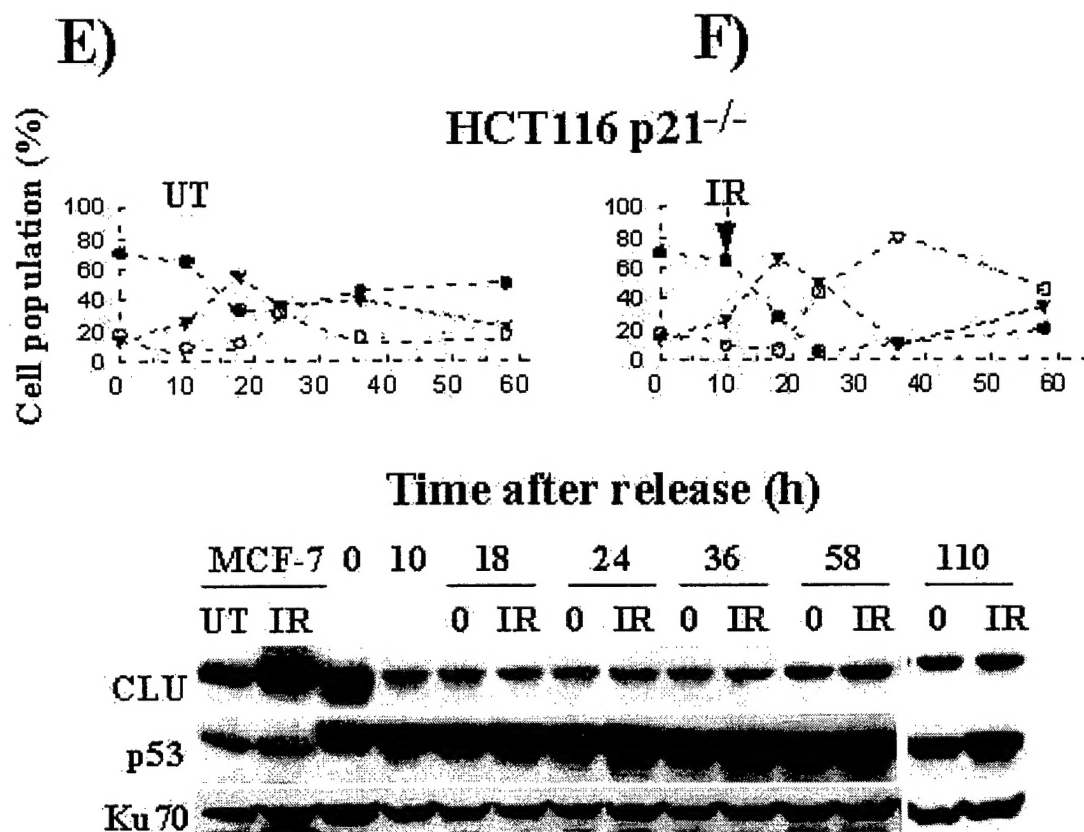 E) F)
HCT116 p21-/-
Cell population (%)
UT IR
100 100
80 80
60 60
40 40
20 20
0 0
0 10 20 30 40 50 60 0 10 20 30 40 50 60
Time after release (h)
MCF-7 0 10 18 24 36 58 110
UT IR 0 IR 0 IR 0 IR 0 IR 0 IR
CLU
p53
Ku70